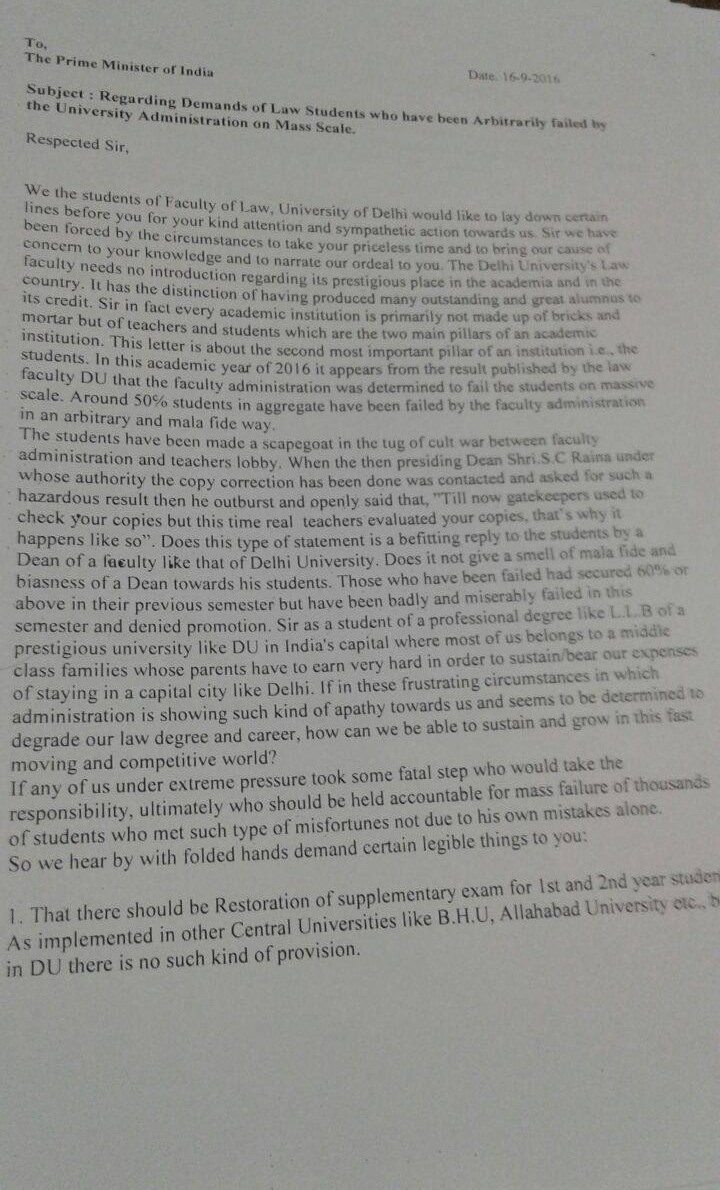 To,
The Prime Minister of India
Date. 16-9-2016
Subject : Regarding Demands of Law Students who have been Arbitrarily failed by
the University Administration on Mass Scale.
Respected Sir,
We the students of Faculty of Law, University of Delhi would like to lay down certain
lines before you for your kind attention and sympathetic action towards us. Sir we have
been forced by the circumstances to take your priceless time and to bring our cause of
concern to your knowledge and to narrate our ordeal to you. The Delhi University's Law
faculty needs no introduction regarding its prestigious place in the academia and in the
country. It has the distinction of having produced many outstanding and great alumnus to
its credit. Sir in fact every academic institution is primarily not made up of bricks and
mortar but of teachers and students which are the two main pillars of an academic
institution. This letter is about the second most important pillar of an institution i.e., the
students. In this academic year of 2016 it appears from the result published by the law
faculty DU that the faculty administration was determined to fail the students on massive
scale. Around 50% students in aggregate have been failed by the faculty administration
in an arbitrary and mala fide way.
The students have been made a scapegoat in the tug of cult war between faculty
administration and teachers lobby. When the then presiding Dean Shri.S.C Raina under
whose authority the copy correction has been done was contacted and asked for such a
hazardous result then he outburst and openly said that, "Till now gatekeepers used to
check your copies but this time real teachers evaluated your copies, that's why it
happens like so". Does this type of statement is a befitting reply to the students by a
Dean of a faculty like that of Delhi University. Does it not give a smell of mala fide and
biasness of a Dean towards his students. Those who have been failed had secured 60% or
above in their previous semester but have been badly and miserably failed in this
semester and denied promotion. Sir as a student of a professional degree like L.L.B of a
prestigious university like DU in India's capital where most of us belongs to a middle
class families whose parents have to earn very hard in order to sustain/bear our expenses
of staying in a capital city like Delhi. If in these frustrating circumstances in which
administration is showing such kind of apathy towards us and seems to be determined to
degrade our law degree and career, how can we be able to sustain and grow in this fast
moving and competitive world?
If any of us under extreme pressure took some fatal step who would take the
responsibility, ultimately who should be held accountable for mass failure of thousands
of students who met such type of misfortunes not due to his own mistakes alone.
So we hear by with folded hands demand certain legible things to you:
1. That there should be Restoration of supplementary exam for 1st and 2nd year studen
As implemented in other Central Universities like B.H.U, Allahabad University etc., b
in DU there is no such kind of provision.